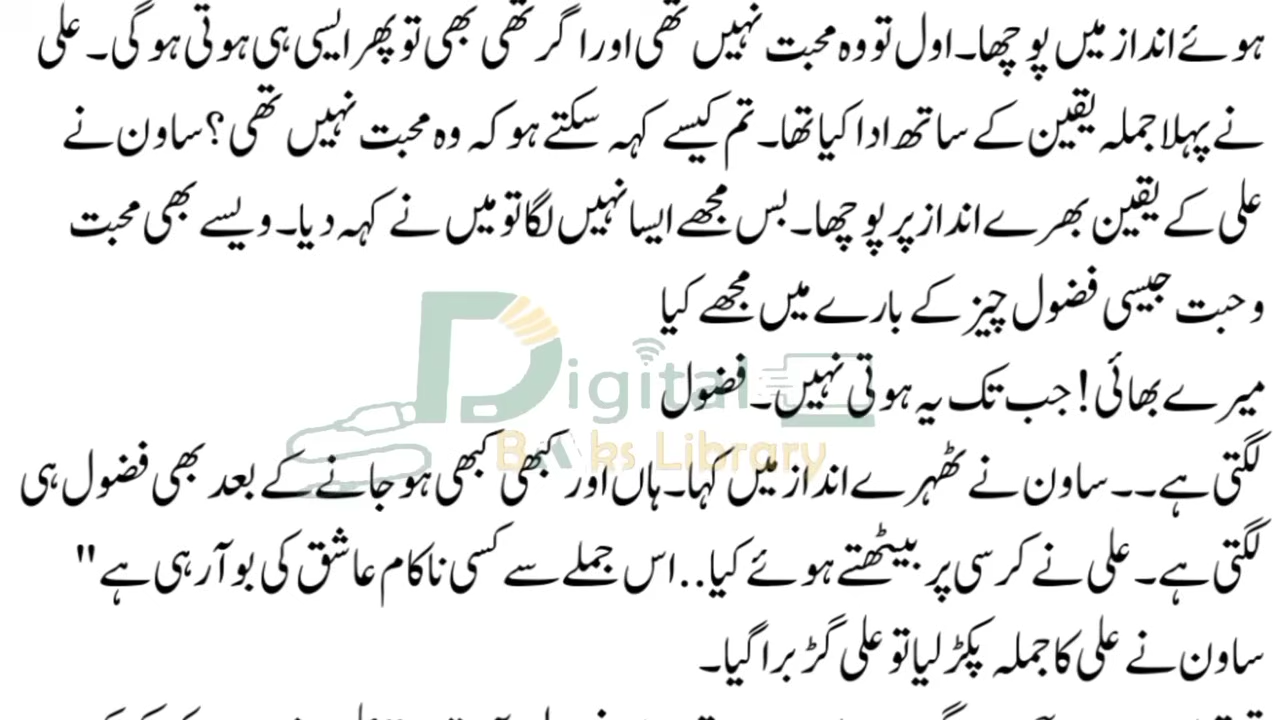 ہوئے انداز میں پوچھا۔ اول تو وہ محبت نہیں تھی اور اگر تھی بھی تو پھر ایسی ہی ہوتی ہو گی۔ علی
نے پہلا جملہ یقین کے ساتھ ادا کیا تھا۔ تم کیسے کہہ سکتے ہو کہ وہ محبت نہیں تھی؟ ساون نے
علی کے یقین بھرے انداز پر پوچھا۔ بس مجھے ایسا نہیں لگا تو میں نے کہہ دیا۔ ویسے بھی محبت
وحبت جیسی فضول چیز کے بارے میں مجھے کیا
میرے بھائی! جب تک یہ ہوتی نہیں۔ فضول
لگتی ہے۔۔ ساون نے ٹھہرے انداز میں کہا۔ ہاں اور کبھی کبھی ہو جانے کے بعد بھی فضول ہی
لگتی ہے۔ علی نے کرسی پر بیٹھتے ہوئے کیا.. اس جملے سے کسی ناکام عاشق کی بو آ رہی ہے"
ساون نے علی کا جملہ پکڑ لیا تو علی گڑبرا گیا۔
Digital
Books Library